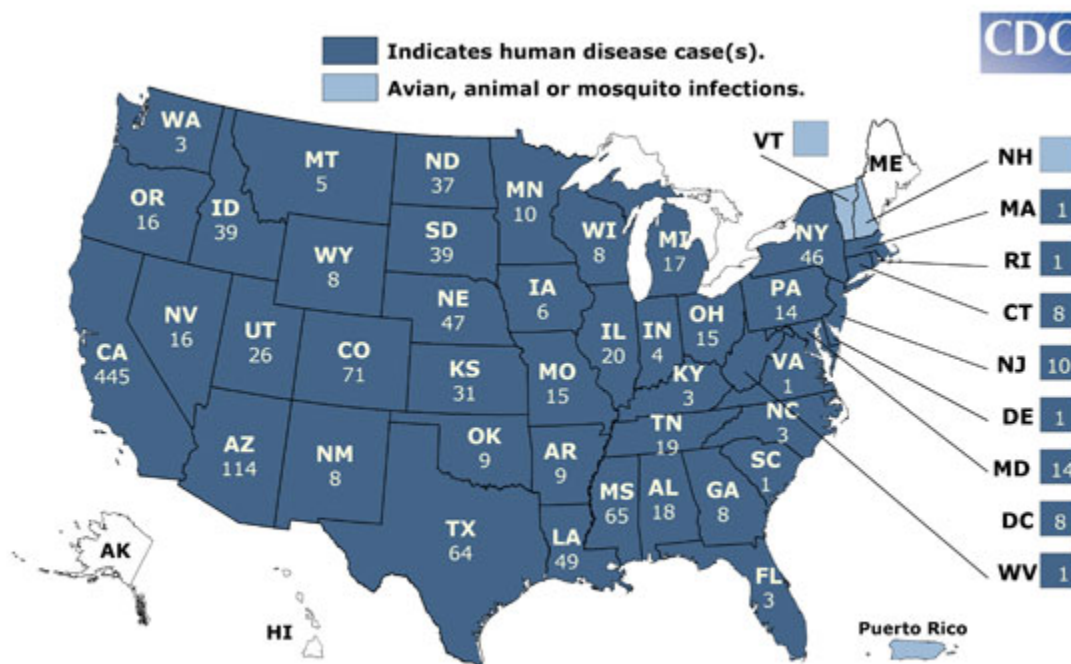 Indicates human disease case(s).
Avian, animal or mosquito infections.
CDC
WA
3
MT
5
ND
37
MN
10
VT
ME
NH
OR
16
ID
39
SD
39
WI
8
MI
17
NY
46
MA
1
WY
8
RI
1
NE
47
IA
6
PA
14
CT
8
NV
16
UT
26
CO
71
IL
20
IN
4
OH
15
NJ
10
CA
445
KS
31
MO
15
KY
3
VA
1
DE
1
AZ
114
NM
8
OK
9
AR
9
TN
19
NC
3
SC
1
MD
14
MS
65
AL
18
GA
8
DC
8
TX
64
LA
49
WV
1
AK
FL
3
HI
Puerto Rico